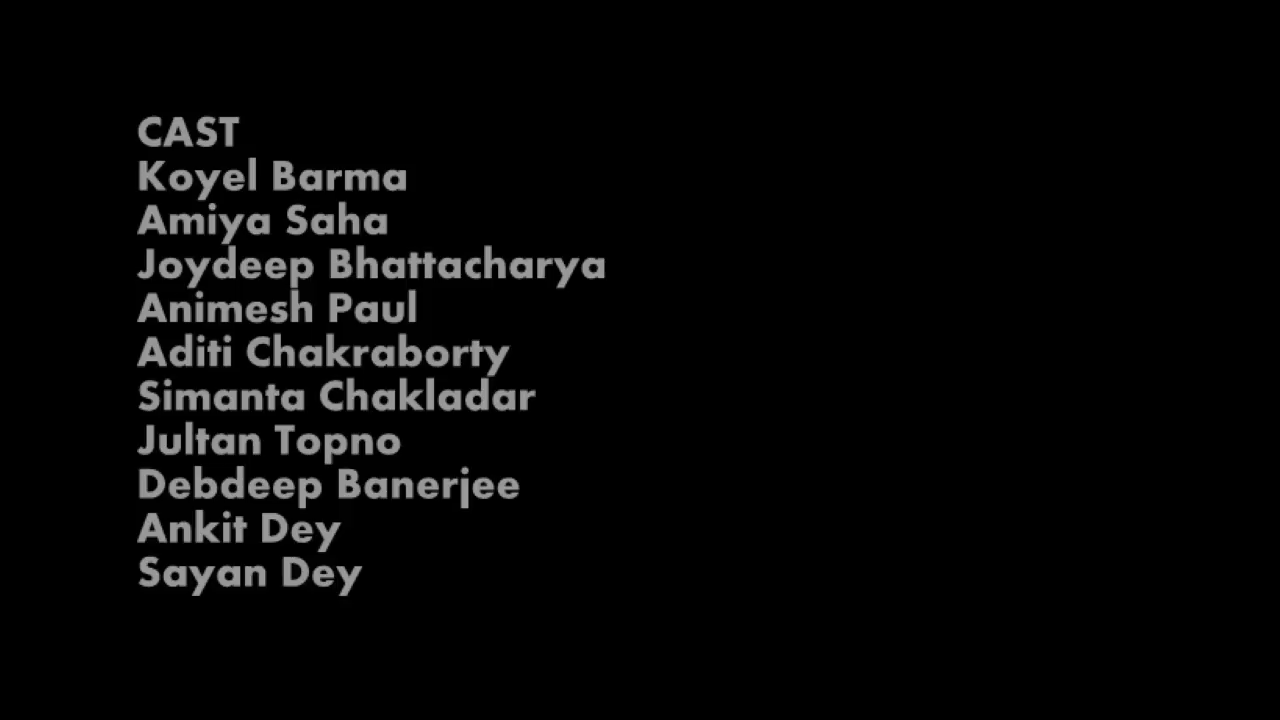 CAST
Koyel Barma
Amiya Saha
Joydeep Bhattacharya
Animesh Paul
Aditi Chakraborty
Simanta Chakladar
Jultan Topno
Debdeep Banerjee
Ankit Dey
Sayan Dey